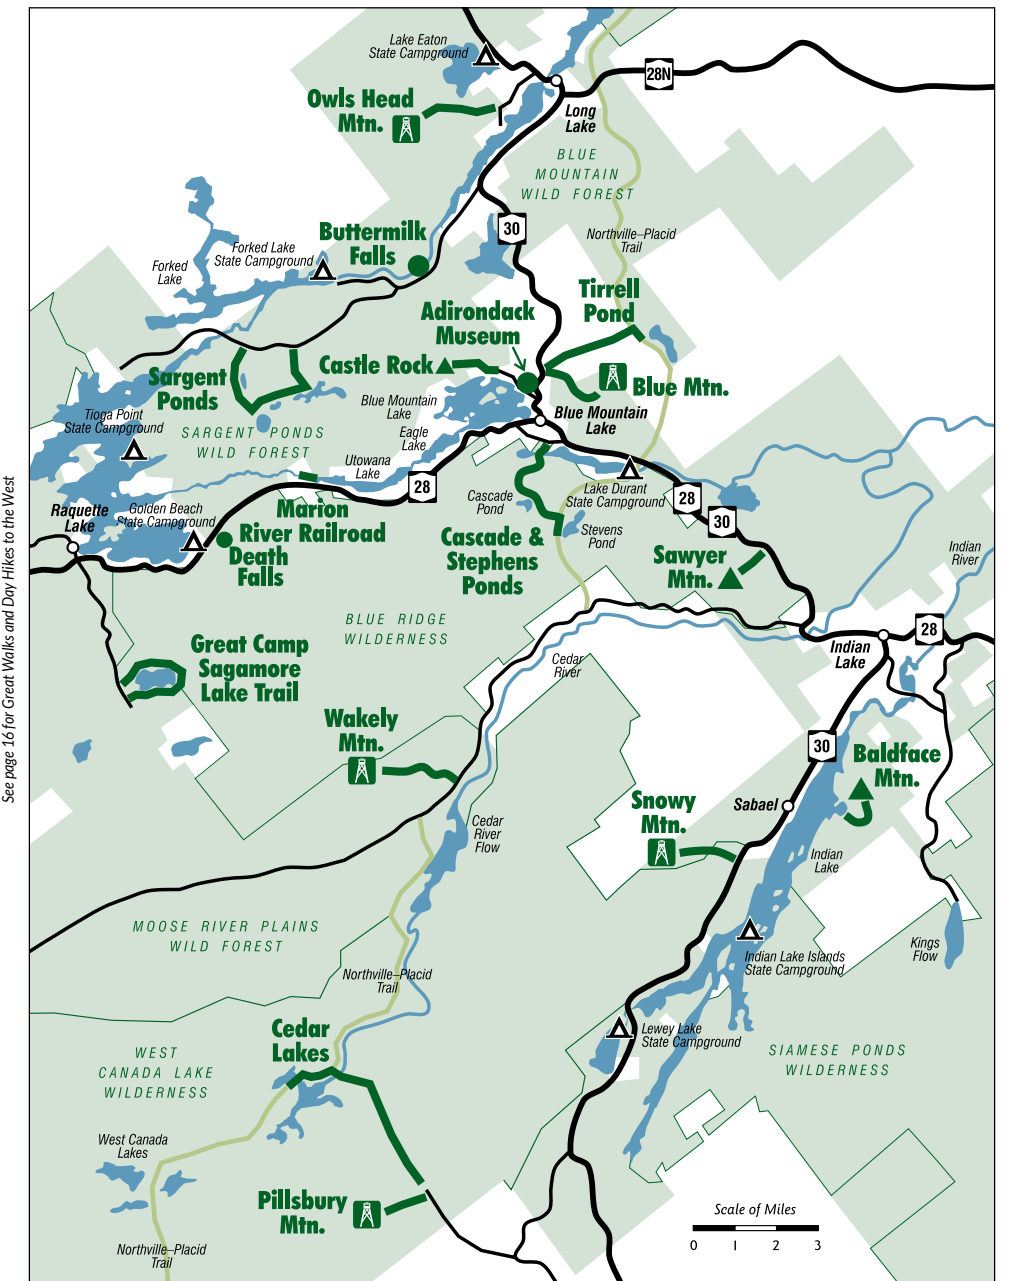 Lake Eaton
State Campground
28N
Owls Head
Mtn.
Long
Lake
BLUE
MOUNTAIN
WILD FOREST
Buttermilk
Falls
30
Northville–Placid
Trail
Forked Lake
State Campground
Forked
Lake
Tirrell
Pond
Adirondack
Museum
Castle Rock
Blue Mtn.
Sargent
Ponds
Blue Mountain
Lake
Blue Mountain
Lake
Tioga Point
State Campground
SARGENT PONDS
WILD FOREST
Eagle
Lake
Utowana
Lake
28
Lake Durant
State Campground
28
30
Cascade
Pond
Stevens
Pond
Marion
River Railroad
Golden Beach
State Campground
Raquette
Lake
Death
Falls
Cascade &
Stephens
Ponds
Sawyer
Mtn.
Indian
River
See page 16 for Great Walks and Day Hikes to the West
BLUE RIDGE
WILDERNESS
28
Indian
Lake
Great Camp
Sagamore
Lake Trail
Cedar
River
Wakely
Mtn.
30
Baldface
Mtn.
Snowy
Mtn.
Sabael
Cedar
River
Flow
Indian
Lake
MOOSE RIVER PLAINS
WILD FOREST
Kings
Flow
Indian Lake Islands
State Campground
Northville–Placid
Trail
Cedar
Lakes
Lewey Lake
State Campground
WEST
CANADA LAKE
WILDERNESS
SIAMESE PONDS
WILDERNESS
West Canada
Lakes
Pillsbury
Mtn.
Northville–Placid
Trail
Scale of Miles
0 1 2 3